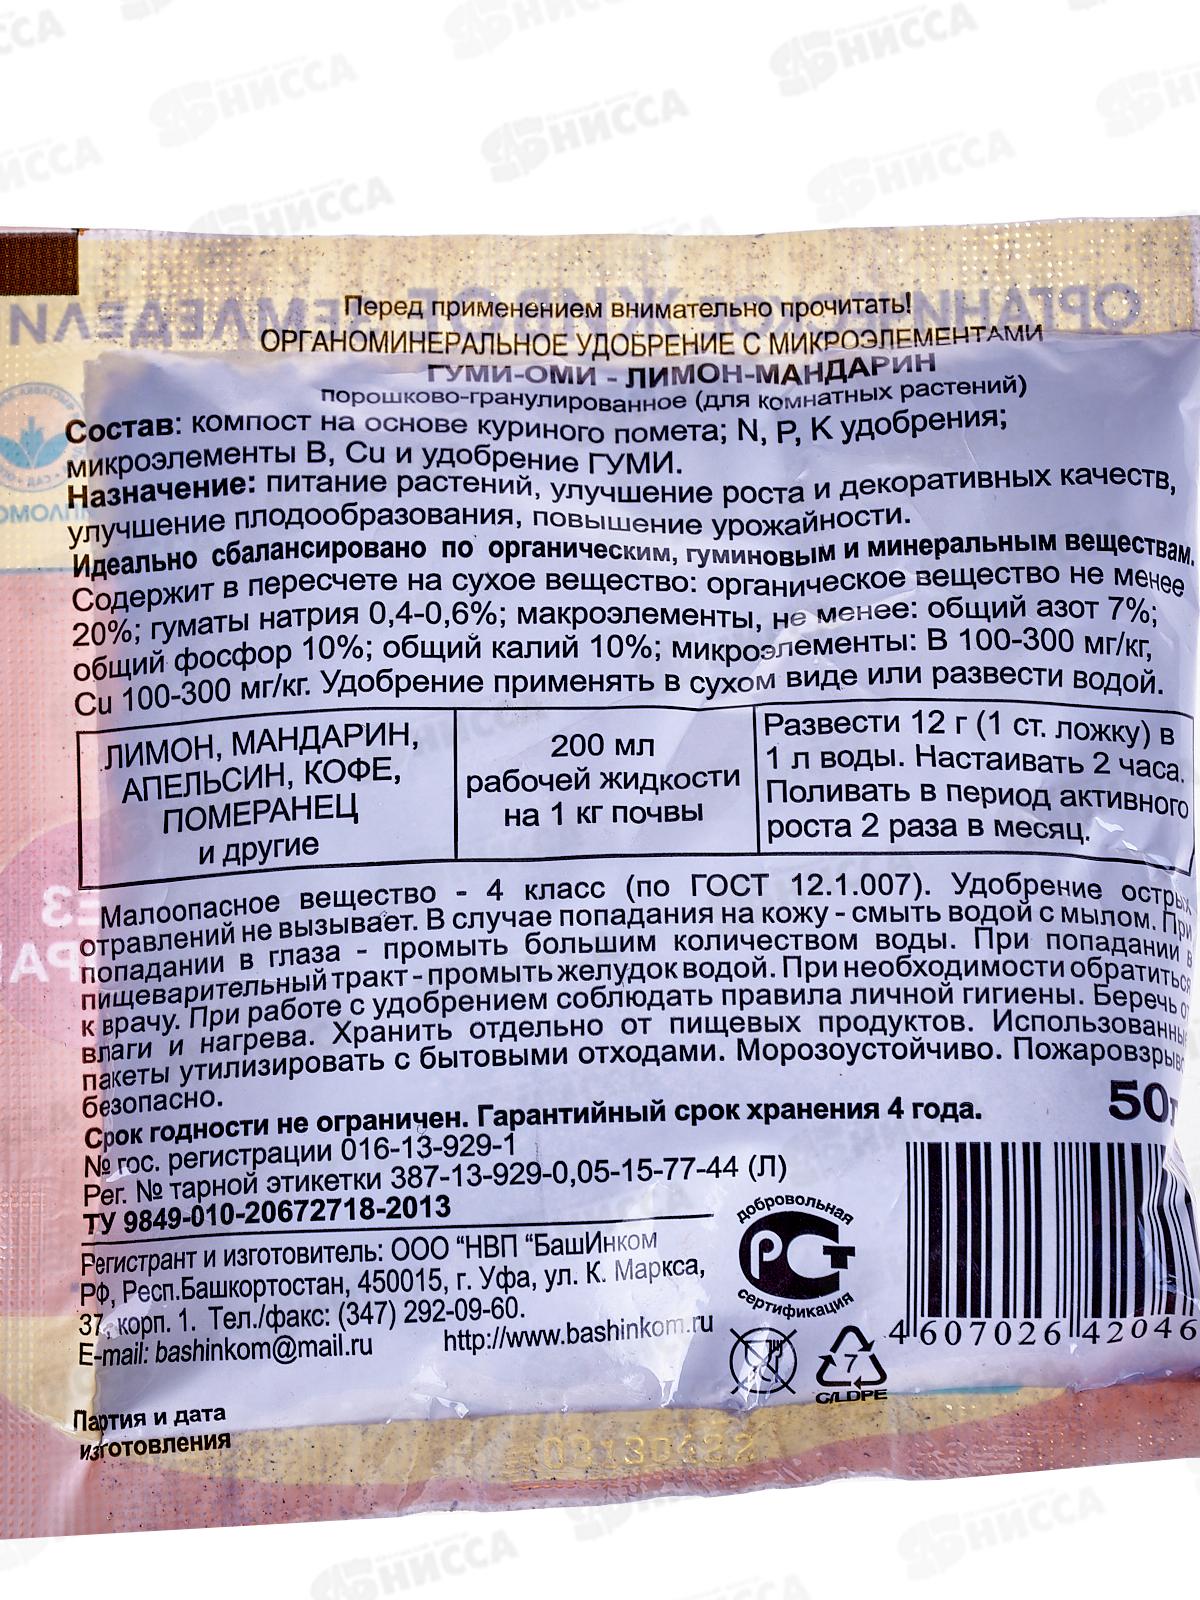 Перед применением внимательно прочитать!
ОРГАНОМИНЕРАЛЬНОЕ УДОБРЕНИЕ С МИКРОЭЛЕМЕНТАМИ
ГУМИ-ОМИ - ЛИМОН-МАНДАРИН
порошково-гранулированное (для комнатных растений)
Состав: компост на основе куриного помета; N, P, K удобрения;
микроэлементы B, Cu и удобрение ГУМИ.
Назначение: питание растений, улучшение роста и декоративных качеств,
улучшение плодообразования, повышение урожайности.
Идеально сбалансировано по органическим, гуминовым и минеральным веществам.
Содержит в пересчете на сухое вещество: органическое вещество не менее
20%; гуматы натрия 0,4-0,6%; макроэлементы, не менее: общий азот 7%;
общий фосфор 10%; общий калий 10%; микроэлементы: B 100-300 мг/кг,
Cu 100-300 мг/кг. Удобрение применять в сухом виде или развести водой.
ЛИМОН, МАНДАРИН,
АПЕЛЬСИН, КОФЕ,
ПОМЕРАНЕЦ
и другие
200 мл
рабочей жидкости
на 1 кг почвы
Развести 12 г (1 ст. ложку) в
1 л воды. Настаивать 2 часа.
Поливать в период активного
роста 2 раза в месяц.
Малоопасное вещество - 4 класс (по ГОСТ 12.1.007). Удобрение острых
отравлений не вызывает. В случае попадания на кожу - смыть водой с мылом. При
попадании в глаза - промыть большим количеством воды. При попадании в
пищеварительный тракт - промыть желудок водой. При необходимости обратиться
к врачу. При работе с удобрением соблюдать правила личной гигиены. Беречь от
влаги и нагрева. Хранить отдельно от пищевых продуктов. Использованные
пакеты утилизировать с бытовыми отходами. Морозоустойчиво. Пожаровзрыво
безопасно.
50г
Срок годности не ограничен. Гарантийный срок хранения 4 года.
№ гос. регистрации 016-13-929-1
Рег. № тарной этикетки 387-13-929-0,05-15-77-44 (Л)
ТУ 9849-010-20672718-2013
Регистрант и изготовитель: ООО “НВП “БашИнком
РФ, Респ.Башкортостан, 450015, г. Уфа, ул. К. Маркса,
37, корп. 1. Тел./факс: (347) 292-09-60.
E-mail: bashinkom@mail.ru http://www.bashinkom.ru
добровольная
РСТ
сертификация
7
C/LDPE
4 607026 42046
Партия и дата
изготовления